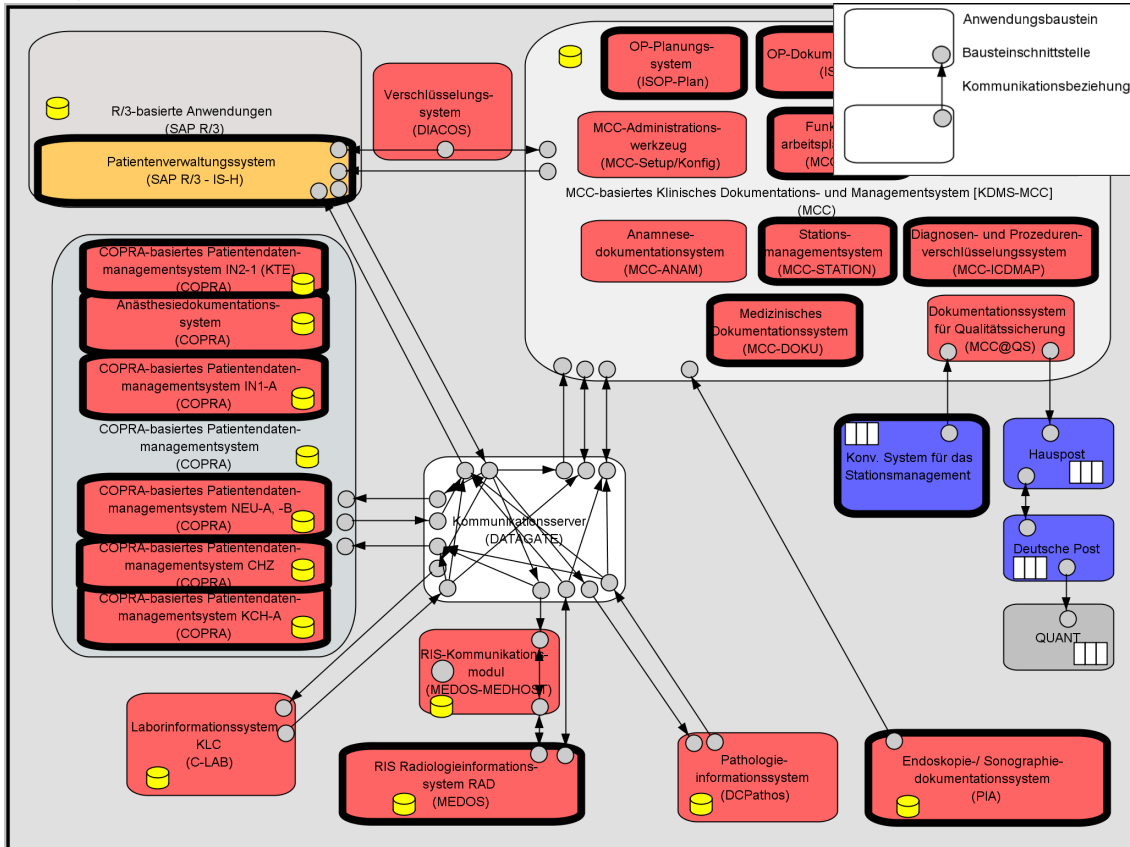 Anwendungsbaustein
Bausteinschnittstelle
Kommunikationsbeziehung
R/3-basierte Anwendungen
(SAP R/3)
Patientenverwaltungssystem
(SAP R/3 - IS-H)
Verschlüsselungs-
system
(DIACOS)
OP-Planungs-
system
(ISOP-Plan)
MCC-Administrations-
werkzeug
(MCC-Setup/Konfig)
MCC-basiertes Klinisches Dokumentations- und Managementsystem [KDMS-MCC]
(MCC)
Anamnese-
dokumentationsystem
(MCC-ANAM)
Stations-
managementsystem
(MCC-STATION)
Diagnosen- und Prozeduren-
verschlüsselungssystem
(MCC-ICDMAP)
Medizinisches
Dokumentationssystem
(MCC-DOKU)
Dokumentationssystem
für Qualitätssicherung
(MCC@QS)
COPRA-basiertes Patientendaten-
managementsystem IN2-1 (KTE)
(COPRA)
Anästhesiedokumentations-
system
(COPRA)
COPRA-basiertes Patientendaten-
managementsystem IN1-A
(COPRA)
COPRA-basiertes Patientendaten-
managementsystem
(COPRA)
COPRA-basiertes Patientendaten-
managementsystem NEU-A, -B
(COPRA)
COPRA-basiertes Patientendaten-
managementsystem CHZ
(COPRA)
COPRA-basiertes Patientendaten-
managementsystem KCH-A
(COPRA)
Kommunikationsserver
(DATAGATE)
Konv. System für das
Stationsmanagement
Hauspost
Deutsche Post
QUANT
RIS-Kommunikations-
modul
(MEDOS-MEDHOST)
Laborinformationssystem
KLC
(C-LAB)
RIS Radiologieinformations-
system RAD
(MEDOS)
Pathologie-
informationssystem
(DCPathos)
Endoskopie-/ Sonographie-
dokumentationssystem
(PIA)